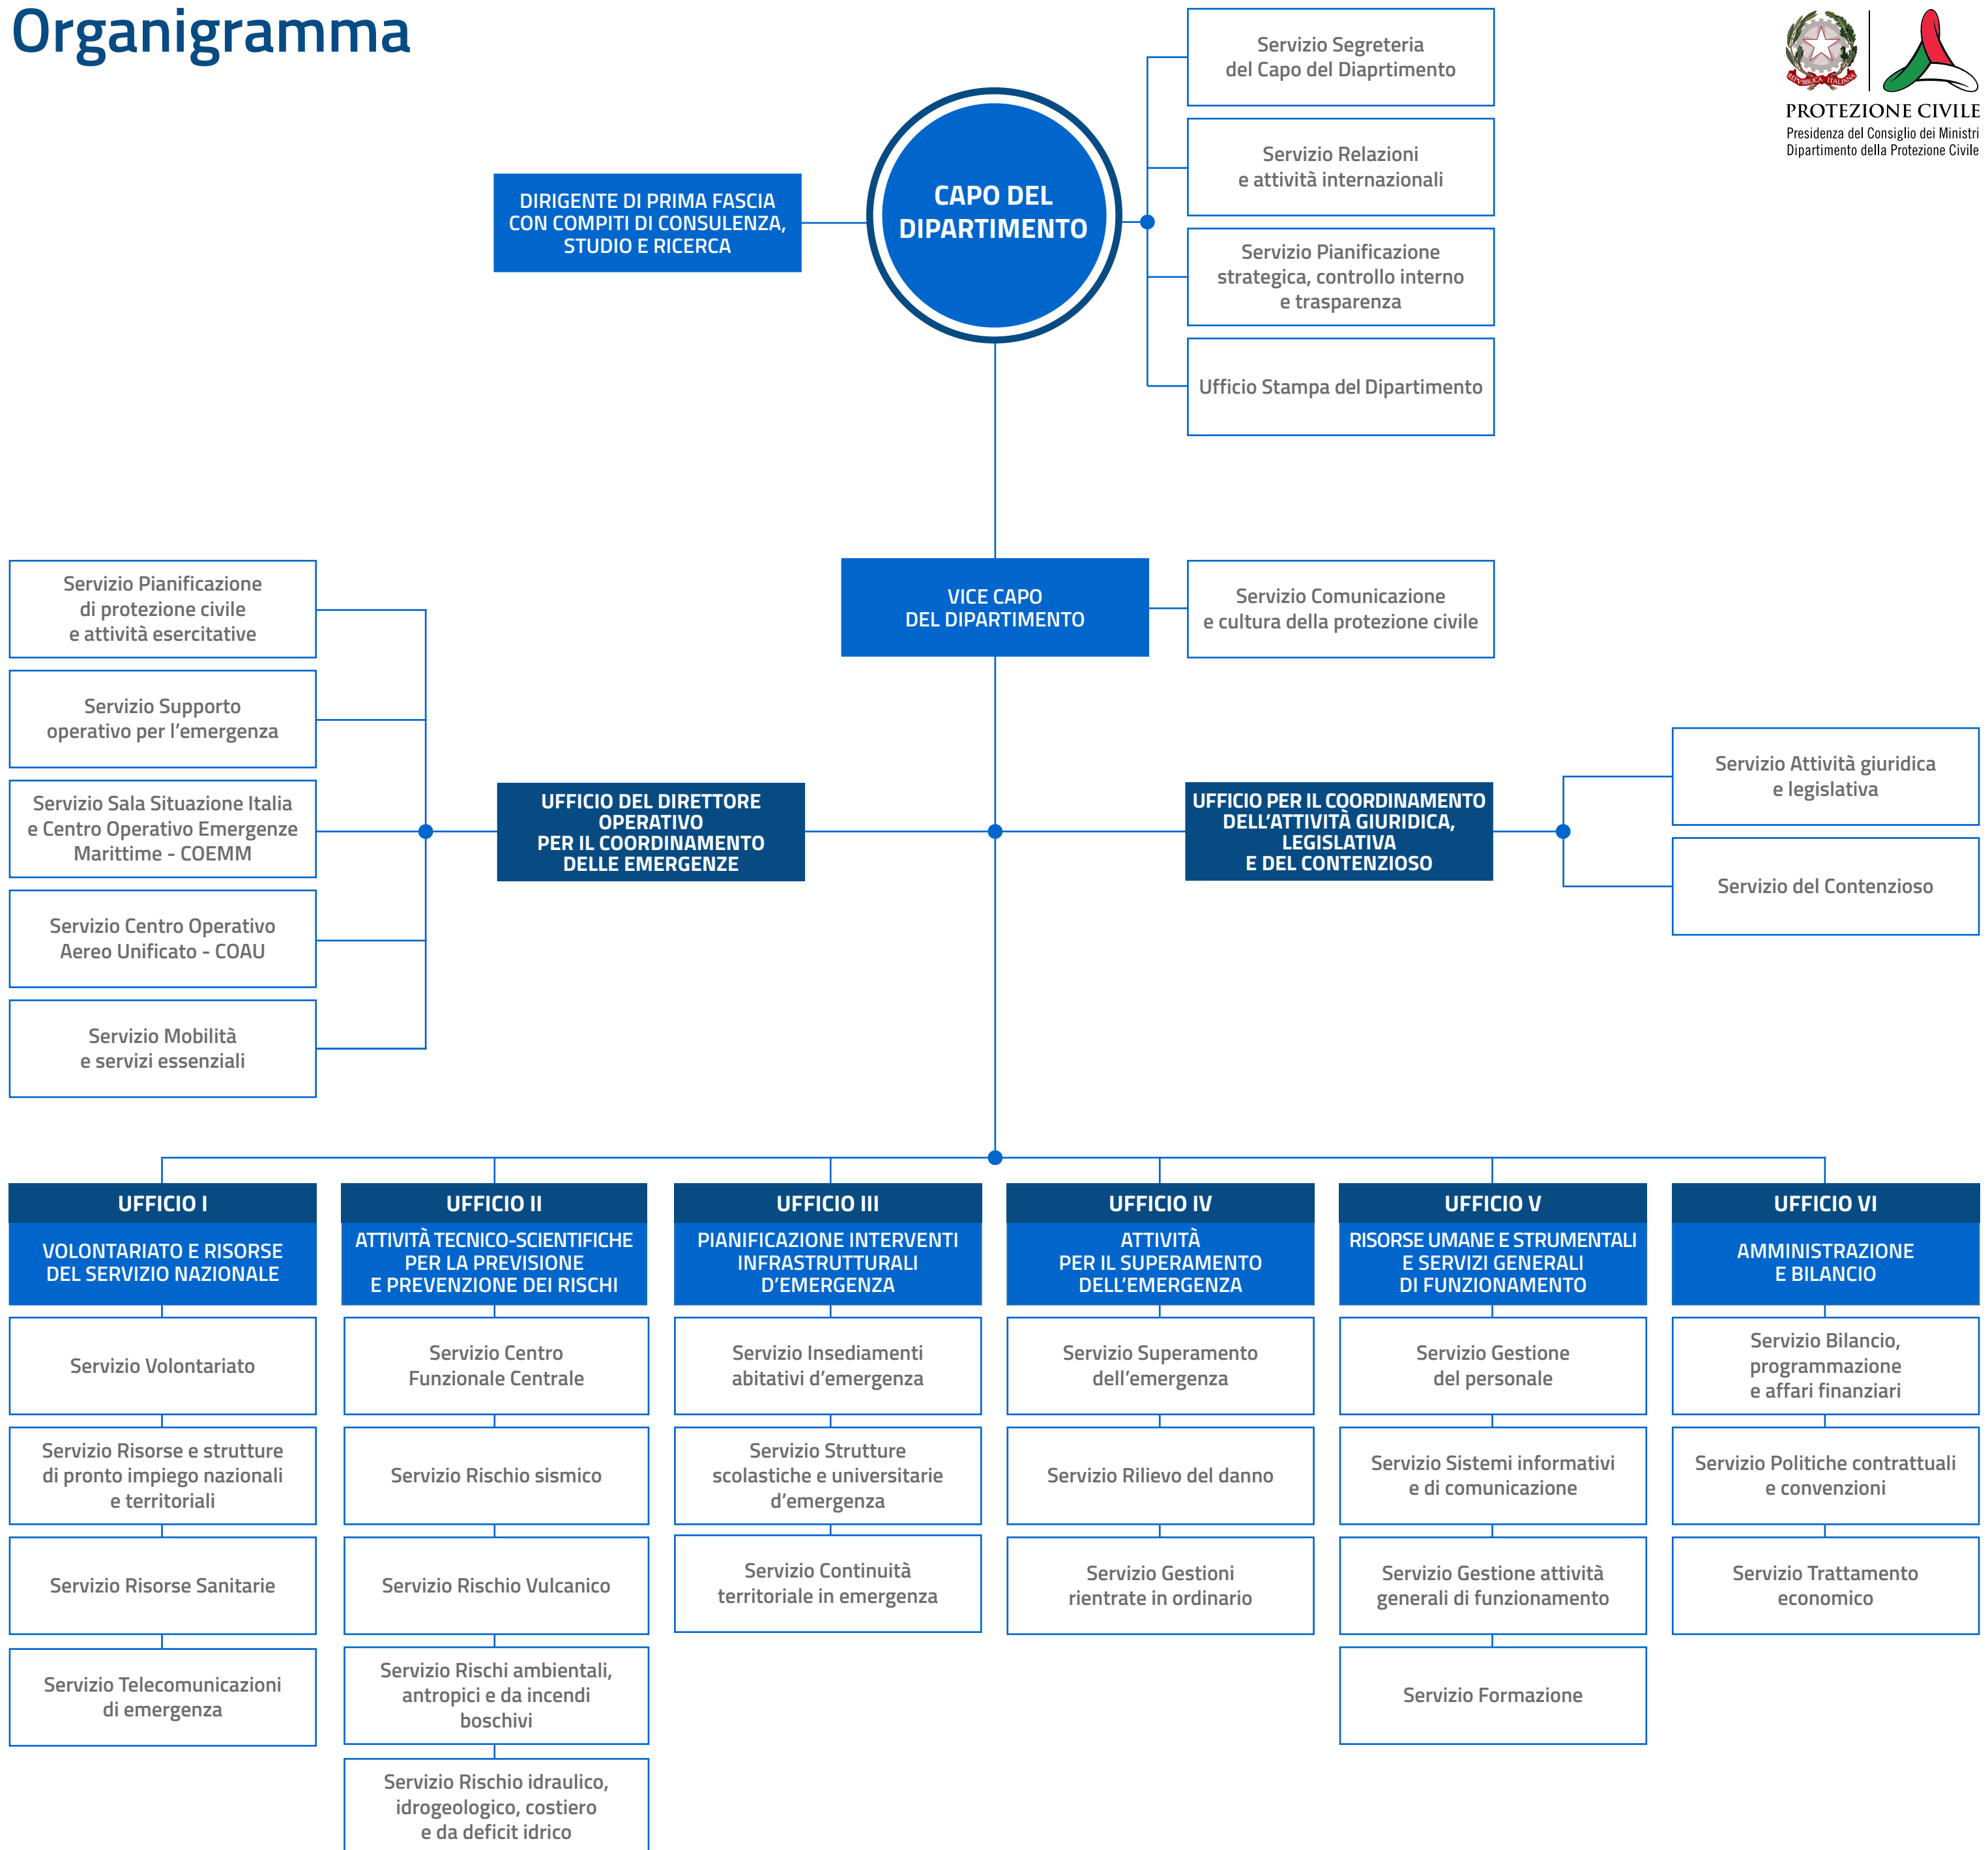 Organigramma
REPVBBLICA ITALIANA
PROTEZIONE CIVILE
Presidenza del Consiglio dei Ministri
Dipartimento della Protezione Civile
DIRIGENTE DI PRIMA FASCIA
CON COMPITI DI CONSULENZA,
STUDIO E RICERCA
CAPO DEL
DIPARTIMENTO
Servizio Segreteria
del Capo del Diaprtimento
Servizio Relazioni
e attività internazionali
Servizio Pianificazione
strategica, controllo interno
e trasparenza
Ufficio Stampa del Dipartimento
VICE CAPO
DEL DIPARTIMENTO
Servizio Comunicazione
e cultura della protezione civile
Servizio Pianificazione
di protezione civile
e attività esercitative
Servizio Supporto
operativo per l’emergenza
Servizio Sala Situazione Italia
e Centro Operativo Emergenze
Marittime - COEMM
Servizio Centro Operativo
Aereo Unificato - COAU
Servizio Mobilità
e servizi essenziali
UFFICIO DEL DIRETTORE
OPERATIVO
PER IL COORDINAMENTO
DELLE EMERGENZE
UFFICIO PER IL COORDINAMENTO
DELL’ATTIVITÀ GIURIDICA,
LEGISLATIVA
E DEL CONTENZIOSO
Servizio Attività giuridica
e legislativa
Servizio del Contenzioso
UFFICIO I
VOLONTARIATO E RISORSE
DEL SERVIZIO NAZIONALE
Servizio Volontariato
Servizio Risorse e strutture
di pronto impiego nazionali
e territoriali
Servizio Risorse Sanitarie
Servizio Telecomunicazioni
di emergenza
UFFICIO II
ATTIVITÀ TECNICO-SCIENTIFICHE
PER LA PREVISIONE
E PREVENZIONE DEI RISCHI
Servizio Centro
Funzionale Centrale
Servizio Rischio sismico
Servizio Rischio Vulcanico
Servizio Rischi ambientali,
antropici e da incendi
boschivi
Servizio Rischio idraulico,
idrogeologico, costiero
e da deficit idrico
UFFICIO III
PIANIFICAZIONE INTERVENTI
INFRASTRUTTURALI
D’EMERGENZA
Servizio Insediamenti
abitativi d’emergenza
Servizio Strutture
scolastiche e universitarie
d’emergenza
Servizio Continuità
territoriale in emergenza
UFFICIO IV
ATTIVITÀ
PER IL SUPERAMENTO
DELL’EMERGENZA
Servizio Superamento
dell’emergenza
Servizio Rilievo del danno
Servizio Gestioni
rientrate in ordinario
UFFICIO V
RISORSE UMANE E STRUMENTALI
E SERVIZI GENERALI
DI FUNZIONAMENTO
Servizio Gestione
del personale
Servizio Sistemi informativi
e di comunicazione
Servizio Gestione attività
generali di funzionamento
Servizio Formazione
UFFICIO VI
AMMINISTRAZIONE
E BILANCIO
Servizio Bilancio,
programmazione
e affari finanziari
Servizio Politiche contrattuali
e convenzioni
Servizio Trattamento
economico